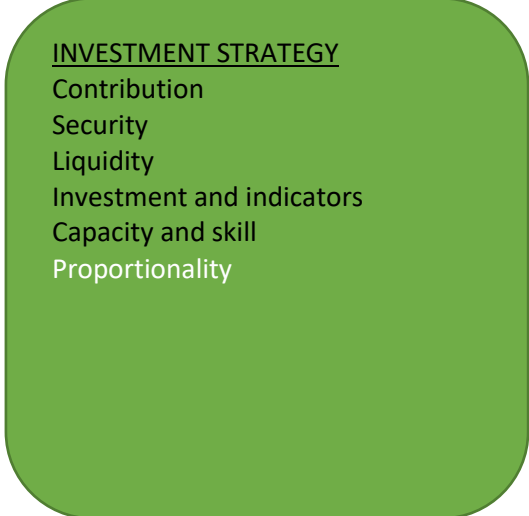 INVESTMENT STRATEGY
Contribution
Security
Liquidity
Investment and indicators
Capacity and skill
Proportionality